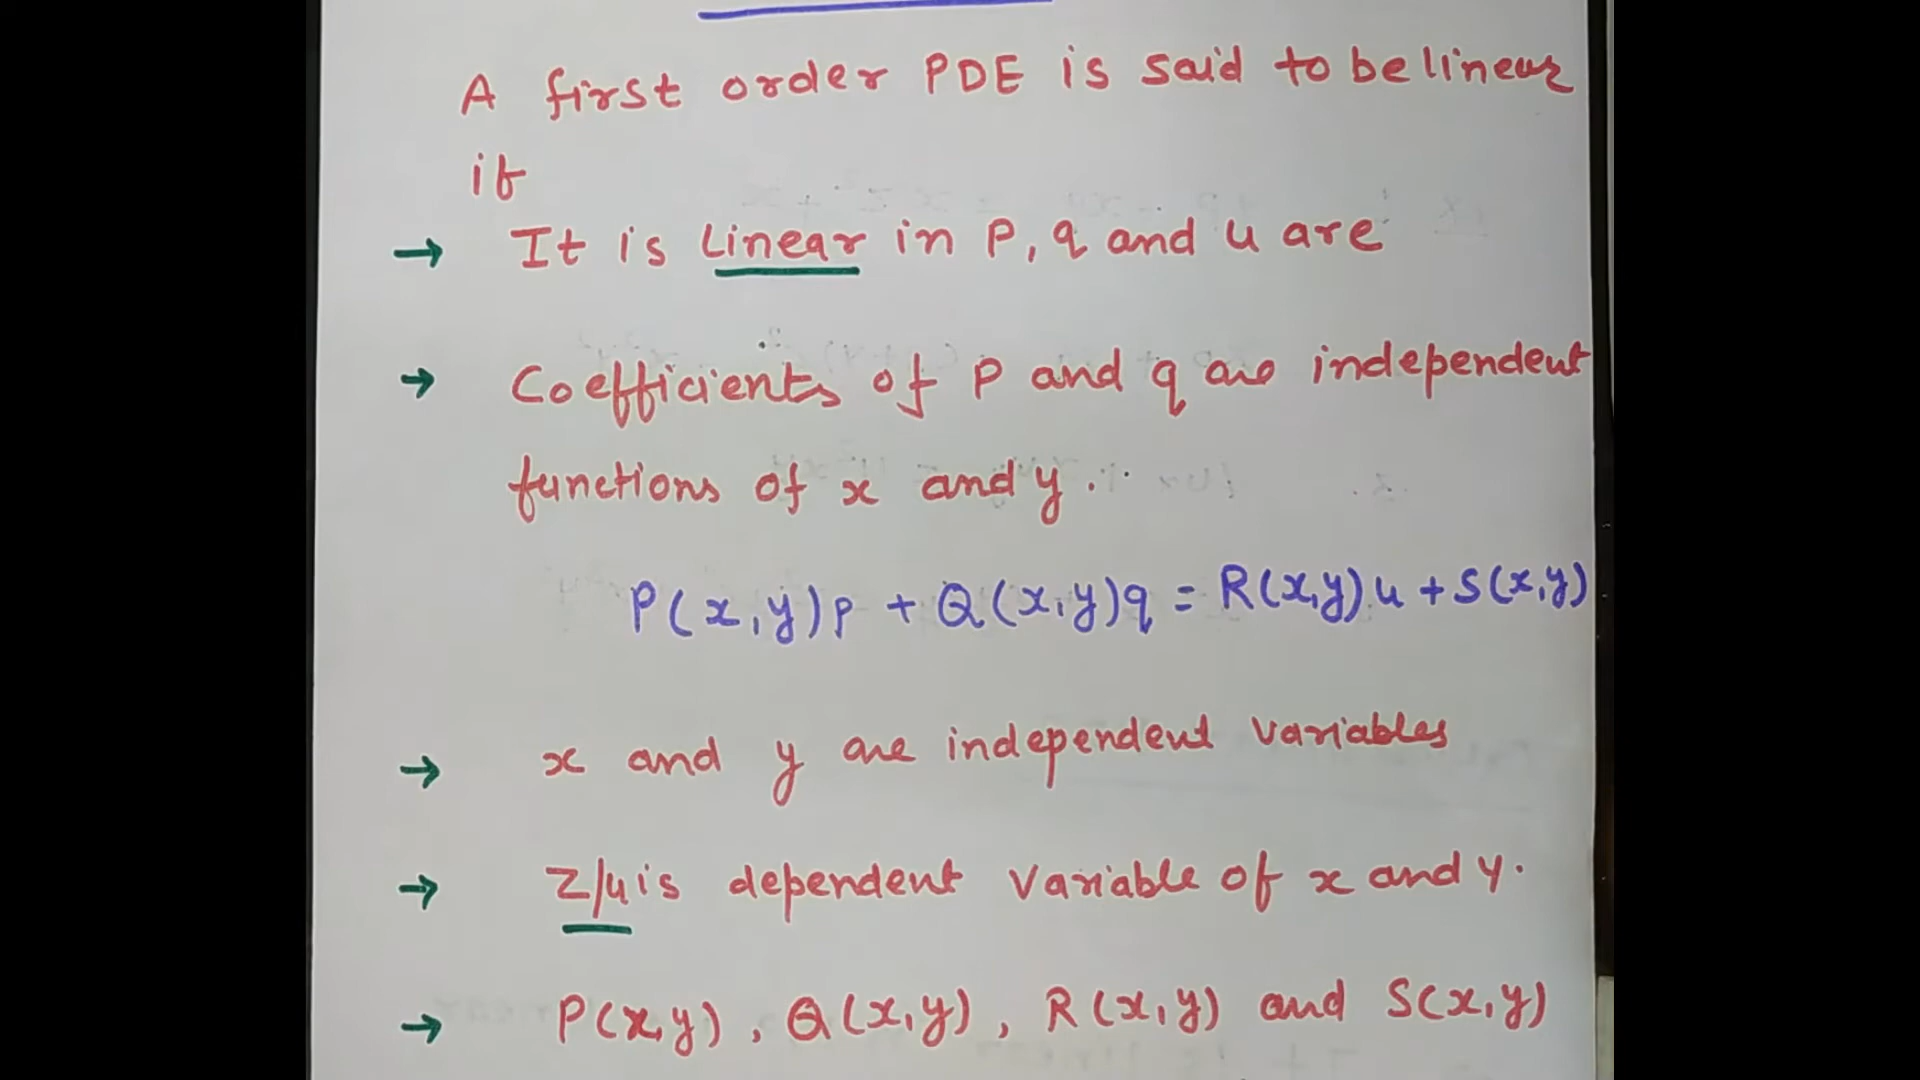 A first order PDE is said to be linear
if
→ It is Linear in P, q and u are
→ Coefficients of P and q are independent
functions of x and y.
P(x,y)p + Q(x,y)q = R(x,y)u + S(x,y)
→ x and y are independent variables
→ Z/u is dependent variable of x and y.
→ P(x,y), Q(x,y), R(x,y) and S(x,y)